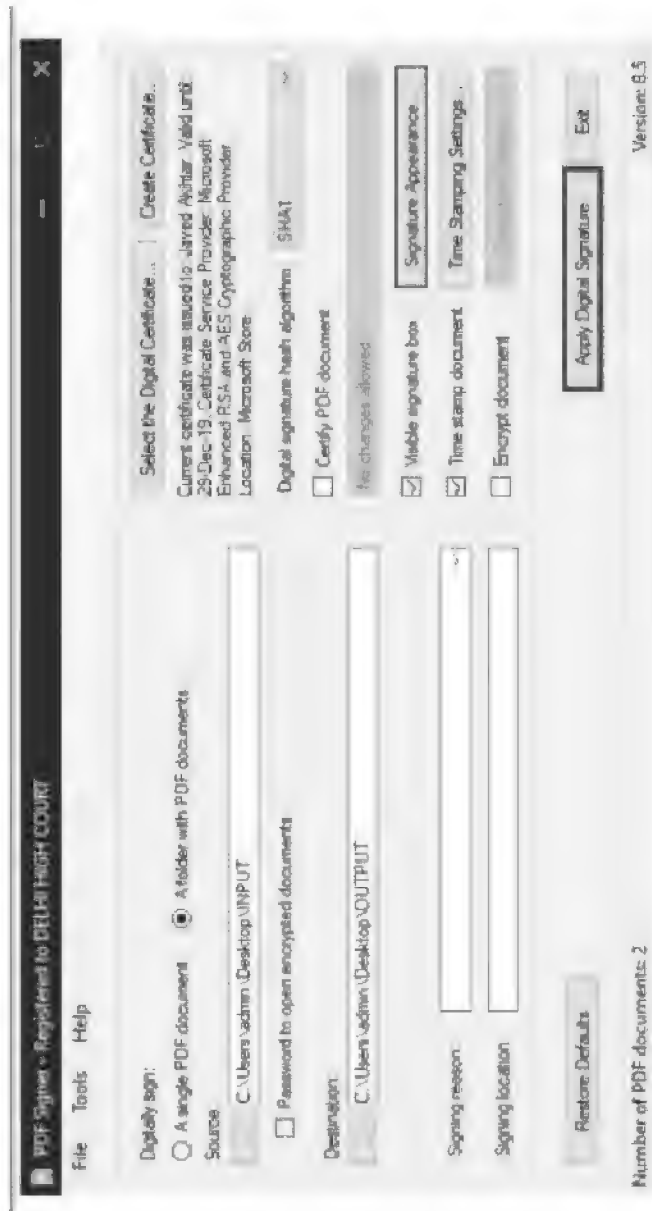 PDF Signer - Registered to DELHI HIGH COURT
File Tools Help
Digitally sign:
A single PDF document
A folder with PDF documents
Source
C:\Users\admin\Desktop\INPUT
Password to open encrypted documents
Destination:
C:\Users\admin\Desktop\OUTPUT
Signing reason:
Signing location
Restore Defaults
Number of PDF documents: 2
Select the Digital Certificate...
Create Certificate..
Current certificate was issued to Javed Akhtar Valid until:
29-Dec-19. Certificate Service Provider: Microsoft
Enhanced RSA and AES Cryptographic Provider
Location: Microsoft Store
Digital signature hash algorithm
SHA1
Certify PDF document
No changes allowed
Visible signature box
Signature Appearance
Time stamp document
Time Stamping Settings..
Encrypt document
Apply Digital Signature
Exit
Version: 8.5